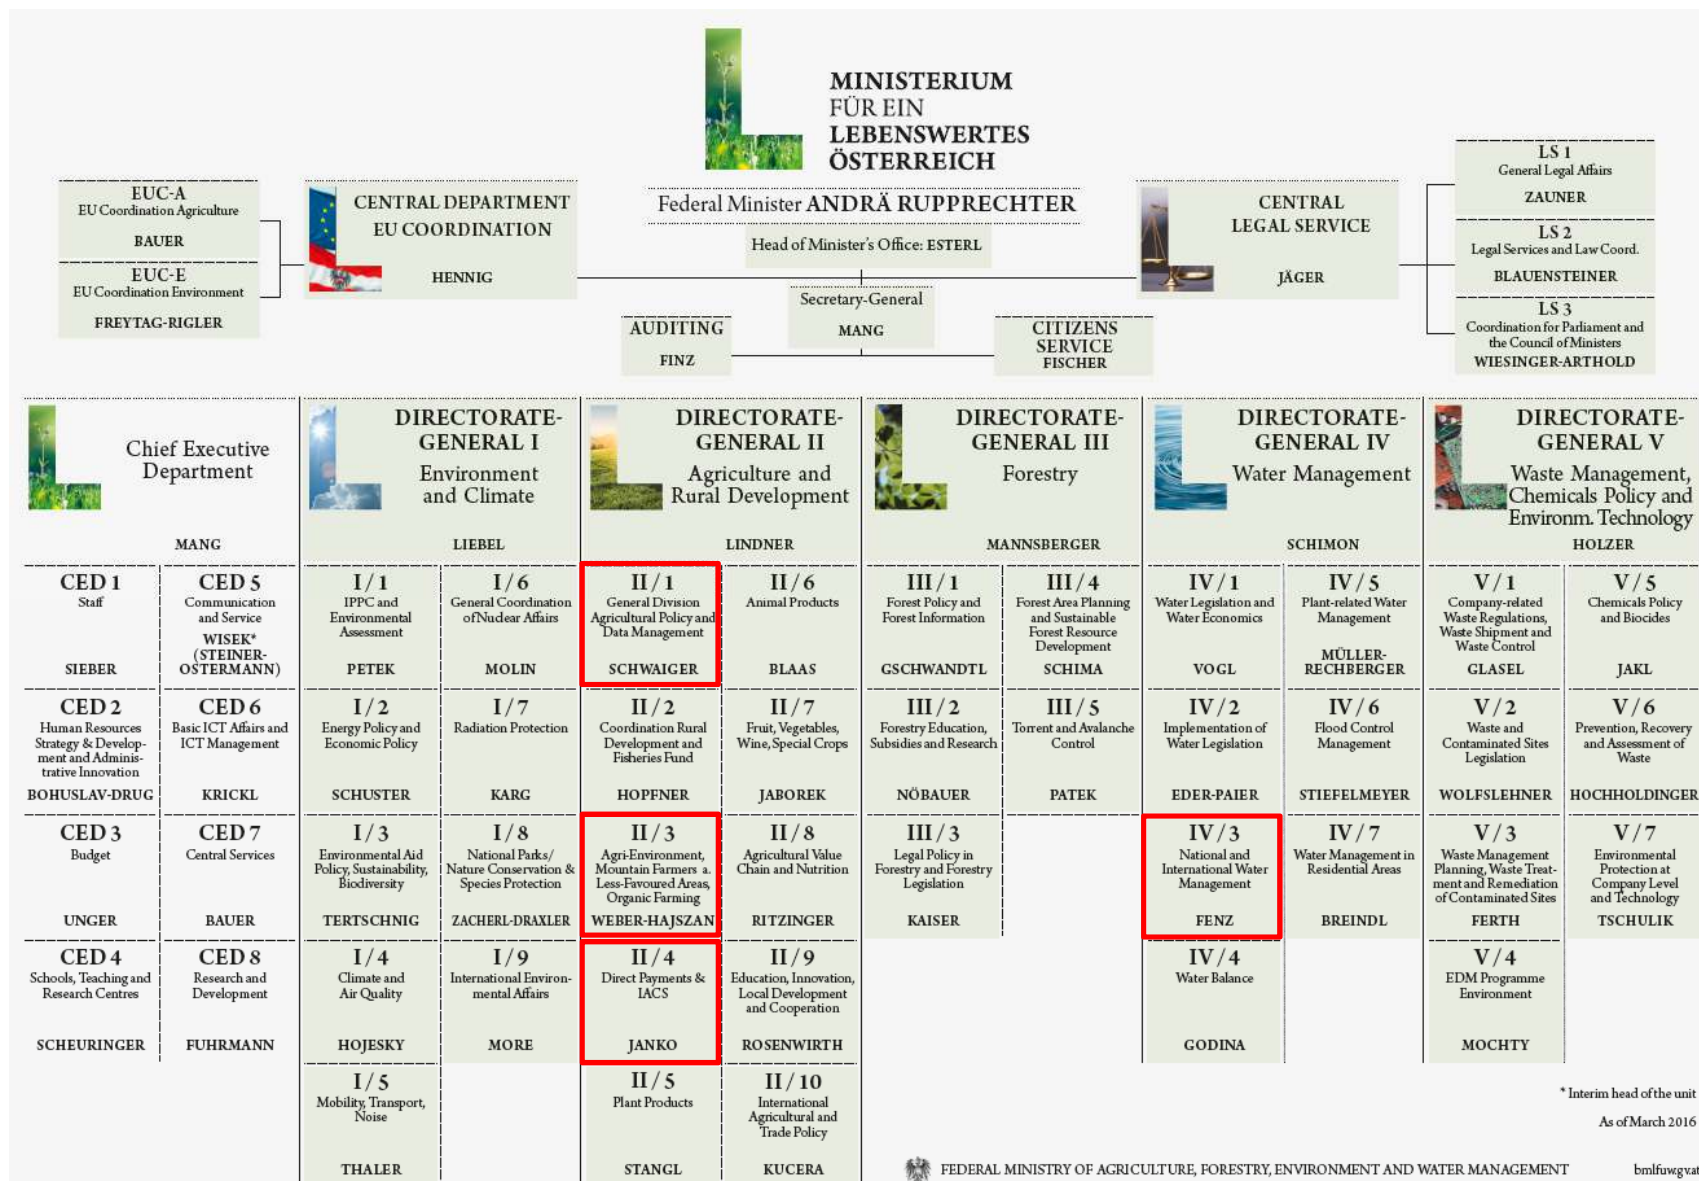 MINISTERIUM
FÜR EIN
LEBENSWERTES
ÖSTERREICH
Federal Minister ANDRÄ RUPPRECHTER
Head of Minister's Office: ESTERL
Secretary-General
MANG
AUDITING
FINZ
CITIZENS
SERVICE
FISCHER
EUC-A
EU Coordination Agriculture
BAUER
EUC-E
EU Coordination Environment
FREYTAG-RIGLER
CENTRAL DEPARTMENT
EU COORDINATION
HENNIG
CENTRAL
LEGAL SERVICE
JÄGER
LS 1
General Legal Affairs
ZAUNER
LS 2
Legal Services and Law Coord.
BLAUENSTEINER
LS 3
Coordination for Parliament and
the Council of Ministers
WIESINGER-ARTHOLD
Chief Executive
Department
MANG
CED 1
Staff
SIEBER
CED 2
Human Resources
Strategy & Develop-
ment and Adminis-
trative Innovation
BOHUSLAV-DRUG
CED 3
Budget
UNGER
CED 4
Schools, Teaching and
Research Centres
SCHEURINGER
CED 5
Communication
and Service
WISEK*
(STEINER-
OSTERMANN)
CED 6
Basic ICT Affairs and
ICT Management
KRICKL
CED 7
Central Services
BAUER
CED 8
Research and
Development
FUHRMANN
DIRECTORATE-
GENERAL I
Environment
and Climate
LIEBEL
I / 1
IPPC and
Environmental
Assessment
PETEK
I / 2
Energy Policy and
Economic Policy
SCHUSTER
I / 3
Environmental Aid
Policy, Sustainability,
Biodiversity
TERTSCHNIG
I / 4
Climate and
Air Quality
HOJESKY
I / 5
Mobility, Transport,
Noise
THALER
I / 6
General Coordination
of Nuclear Affairs
MOLIN
I / 7
Radiation Protection
KARG
I / 8
National Parks/
Nature Conservation &
Species Protection
ZACHERL-DRAXLER
I / 9
International Environ-
mental Affairs
MORE
DIRECTORATE-
GENERAL II
Agriculture and
Rural Development
LINDNER
II / 1
General Division
Agricultural Policy and
Data Management
SCHWAIGER
II / 2
Coordination Rural
Development and
Fisheries Fund
HOPFNER
II / 3
Agri-Environment,
Mountain Farmers a.
Less-Favoured Areas,
Organic Farming
WEBER-HAJSZAN
II / 4
Direct Payments &
IACS
JANKO
II / 5
Plant Products
STANGL
II / 6
Animal Products
BLAAS
II / 7
Fruit, Vegetables,
Wine, Special Crops
JABOREK
II / 8
Agricultural Value
Chain and Nutrition
RITZINGER
II / 9
Education, Innovation,
Local Development
and Cooperation
ROSENWIRTH
II / 10
International
Agricultural and
Trade Policy
KUCERA
DIRECTORATE-
GENERAL III
Forestry
MANNSBERGER
III / 1
Forest Policy and
Forest Information
GSCHWANDTL
III / 2
Forestry Education,
Subsidies and Research
NÖBAUER
III / 3
Legal Policy in
Forestry and Forestry
Legislation
KAISER
III / 4
Forest Area Planning
and Sustainable
Forest Resource
Development
SCHIMA
III / 5
Torrent and Avalanche
Control
PATEK
DIRECTORATE-
GENERAL IV
Water Management
SCHIMON
IV / 1
Water Legislation and
Water Economics
VOGL
IV / 2
Implementation of
Water Legislation
EDER-PAIER
IV / 3
National and
International Water
Management
FENZ
IV / 4
Water Balance
GODINA
IV / 5
Plant-related Water
Management
MÜLLER-
RECHBERGER
IV / 6
Flood Control
Management
STIEFELMEYER
IV / 7
Water Management in
Residential Areas
BREINDL
DIRECTORATE-
GENERAL V
Waste Management,
Chemicals Policy and
Environm. Technology
HOLZER
V / 1
Company-related
Waste Regulations,
Waste Shipment and
Waste Control
GLASEL
V / 2
Waste and
Contaminated Sites
Legislation
WOLFSLEHNER
V / 3
Waste Management
Planning, Waste Treat-
ment and Remediation
of Contaminated Sites
FERTH
V / 4
EDM Programme
Environment
MOCHTY
V / 5
Chemicals Policy
and Biocides
JAKL
V / 6
Prevention, Recovery
and Assessment of
Waste
HOCHHOLDINGER
V / 7
Environmental
Protection at
Company Level
and Technology
TSCHULIK
* Interim head of the unit
As of March 2016
FEDERAL MINISTRY OF AGRICULTURE, FORESTRY, ENVIRONMENT AND WATER MANAGEMENT
bmlfuw.gv.at